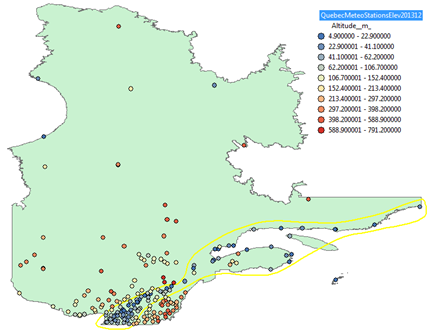 QuebecMeteoStationsElev201312
Altitude__m_
4.900000 - 22.900000
22.900001 - 41.100000
41.100001 - 62.200000
62.200001 - 106.700000
106.700001 - 152.400000
152.400001 - 213.400000
213.400001 - 297.200000
297.200001 - 398.200000
398.200001 - 588.900000
588.900001 - 791.200000